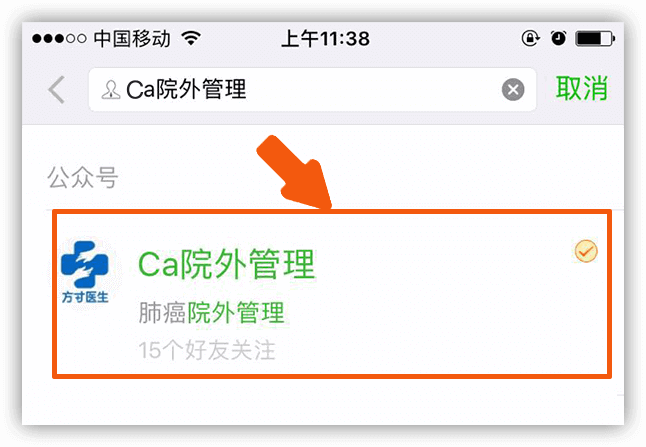 中国移动 上午11:38
Ca院外管理 取消
公众号
Ca院外管理
方寸医生
肺癌院外管理
15个好友关注